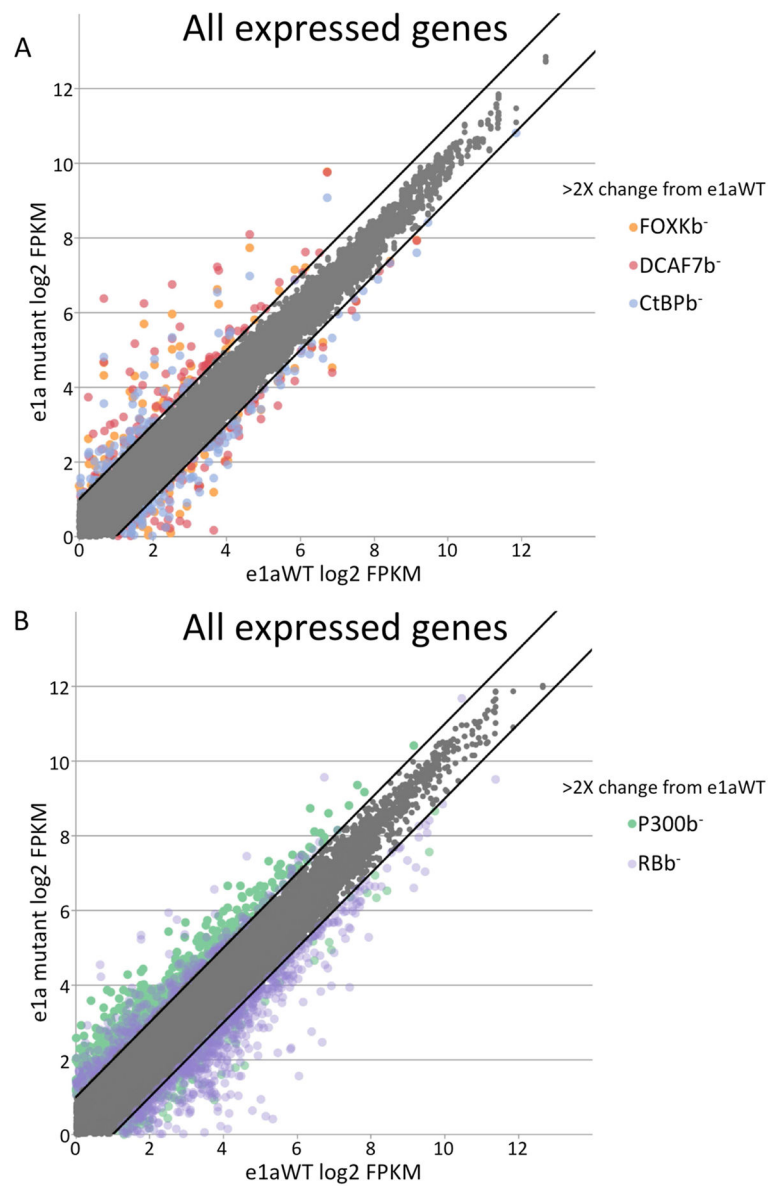 A
All expressed genes
e1a mutant log2 FPKM
12
10
8
6
4
2
0
0 2 4 6 8 10 12
e1aWT log2 FPKM
>2X change from e1aWT
FOXKb-
DCAF7b-
CtBPb-
B
All expressed genes
e1a mutant log2 FPKM
12
10
8
6
4
2
0
0 2 4 6 8 10 12
e1aWT log2 FPKM
>2X change from e1aWT
P300b-
RBb-